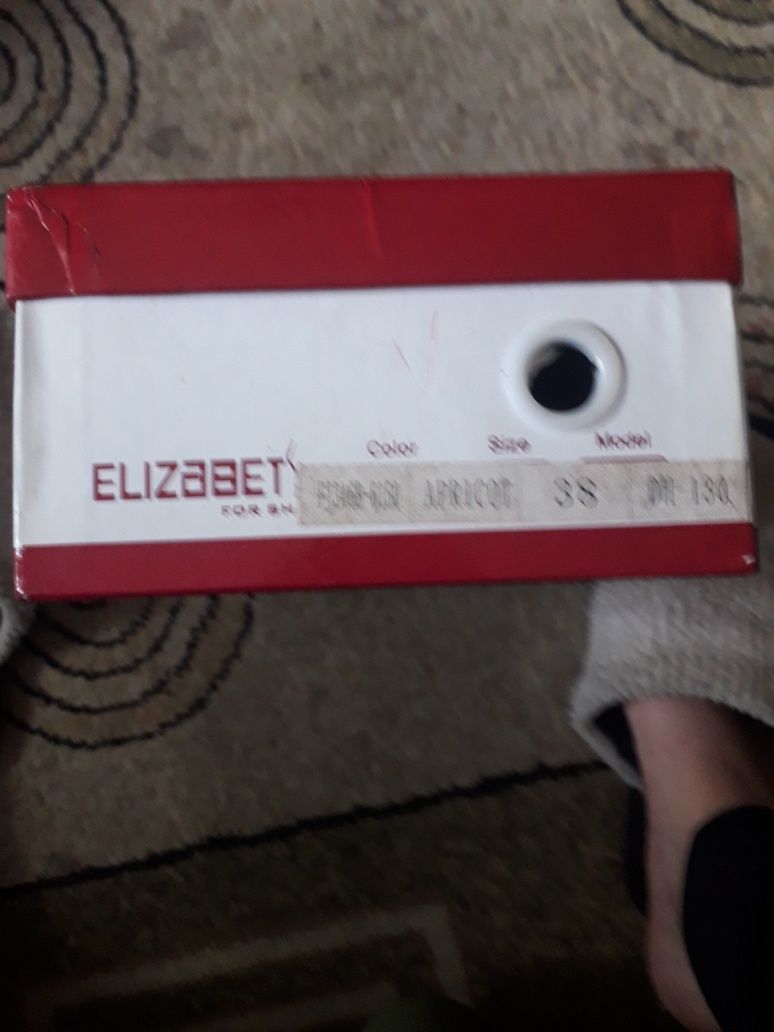 Color Size Model
ELIZaBET
FOR SH
APRICOT 38 DM-130